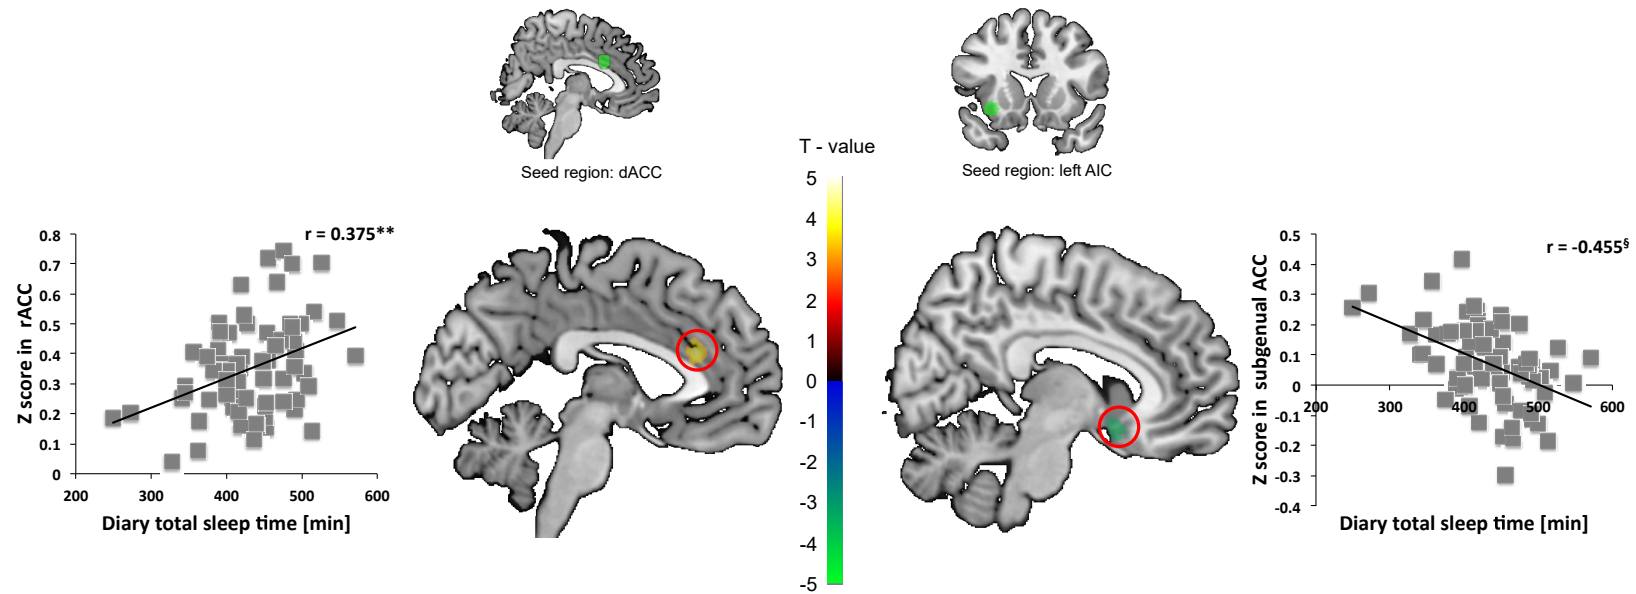 Seed region: dACC
Seed region: left AIC
T - value
5
4
3
2
1
0
-1
-2
-3
-4
-5
r = 0.375**
Z score in rACC
0.8
0.7
0.6
0.5
0.4
0.3
0.2
0.1
0
200 300 400 500 600
Diary total sleep time [min]
r = -0.455§
Z score in subgenual ACC
0.5
0.4
0.3
0.2
0.1
0
-0.1
-0.2
-0.3
-0.4
200 300 400 500 600
Diary total sleep time [min]